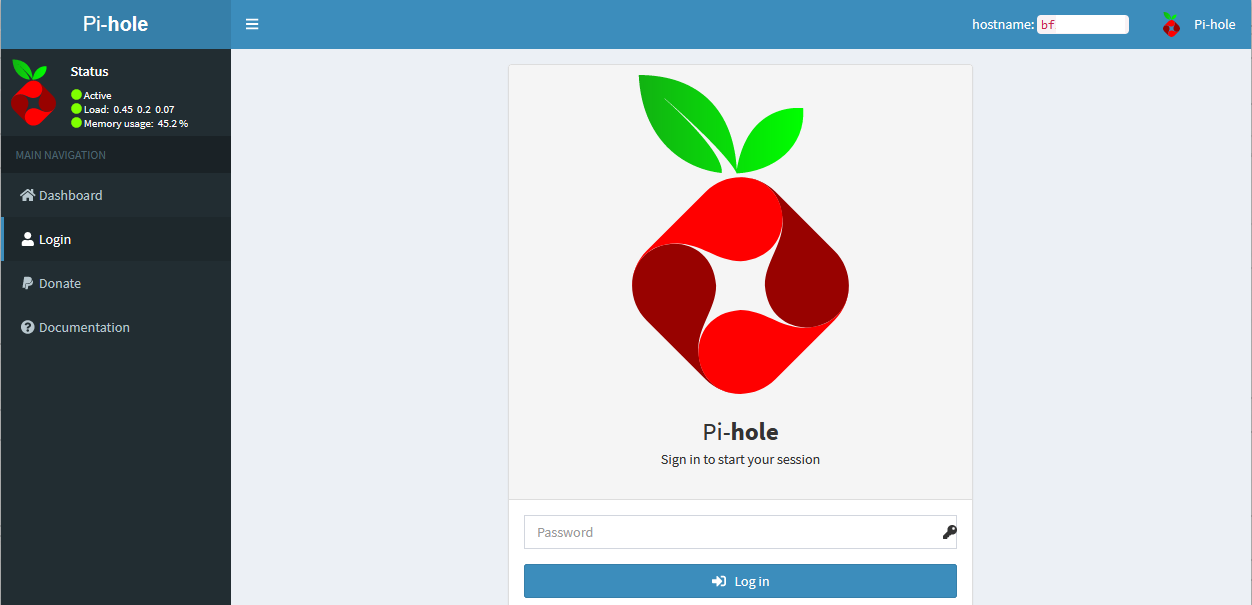 Pi-hole
hostname: bf
Pi-hole
Status
Active
Load: 0.45 0.2 0.07
Memory usage: 45.2 %
MAIN NAVIGATION
Dashboard
Login
Donate
Documentation
Pi-hole
Sign in to start your session
Password
Log in